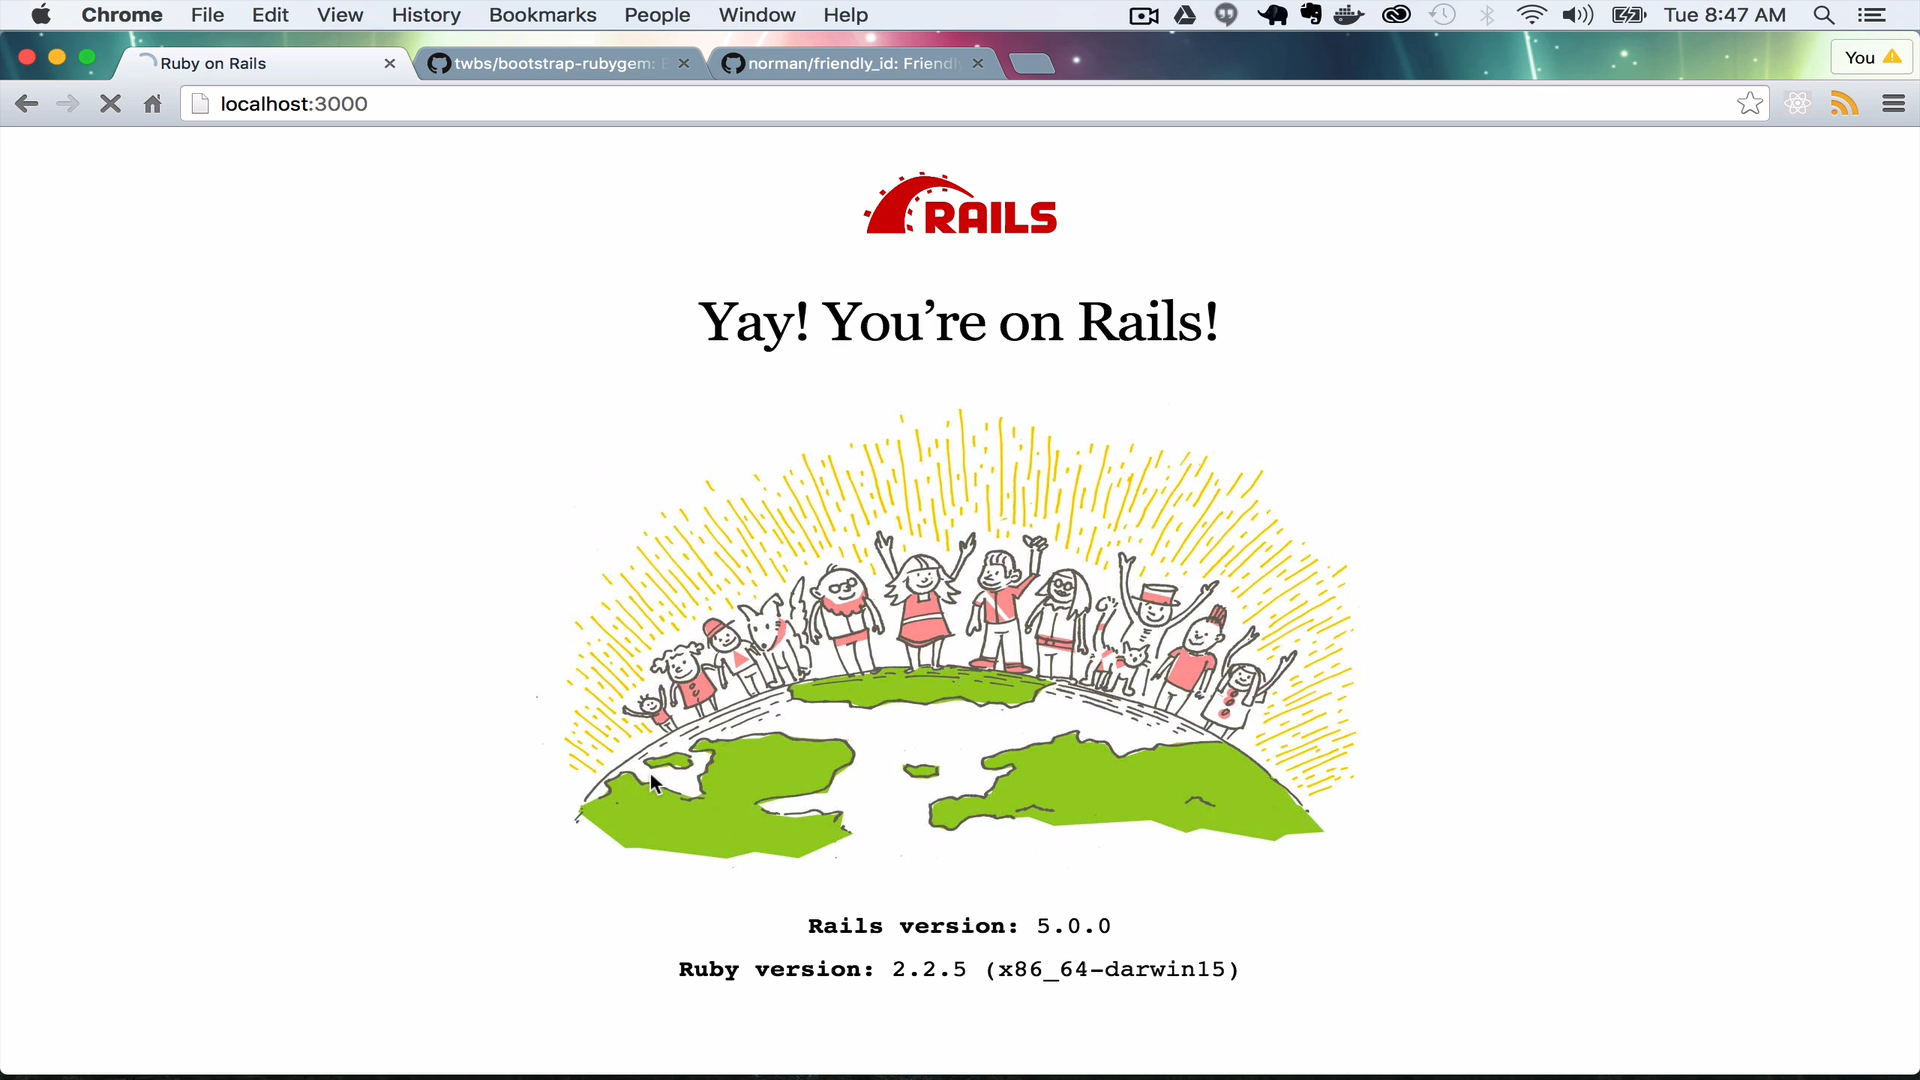 Chrome File Edit View History Bookmarks People Window Help Tue 8:47 AM
Ruby on Rails twbs/bootstrap-rubygem: norman/friendly_id: Friendl You
localhost:3000
RAILS
Yay! You’re on Rails!
Rails version: 5.0.0
Ruby version: 2.2.5 (x86_64-darwin15)